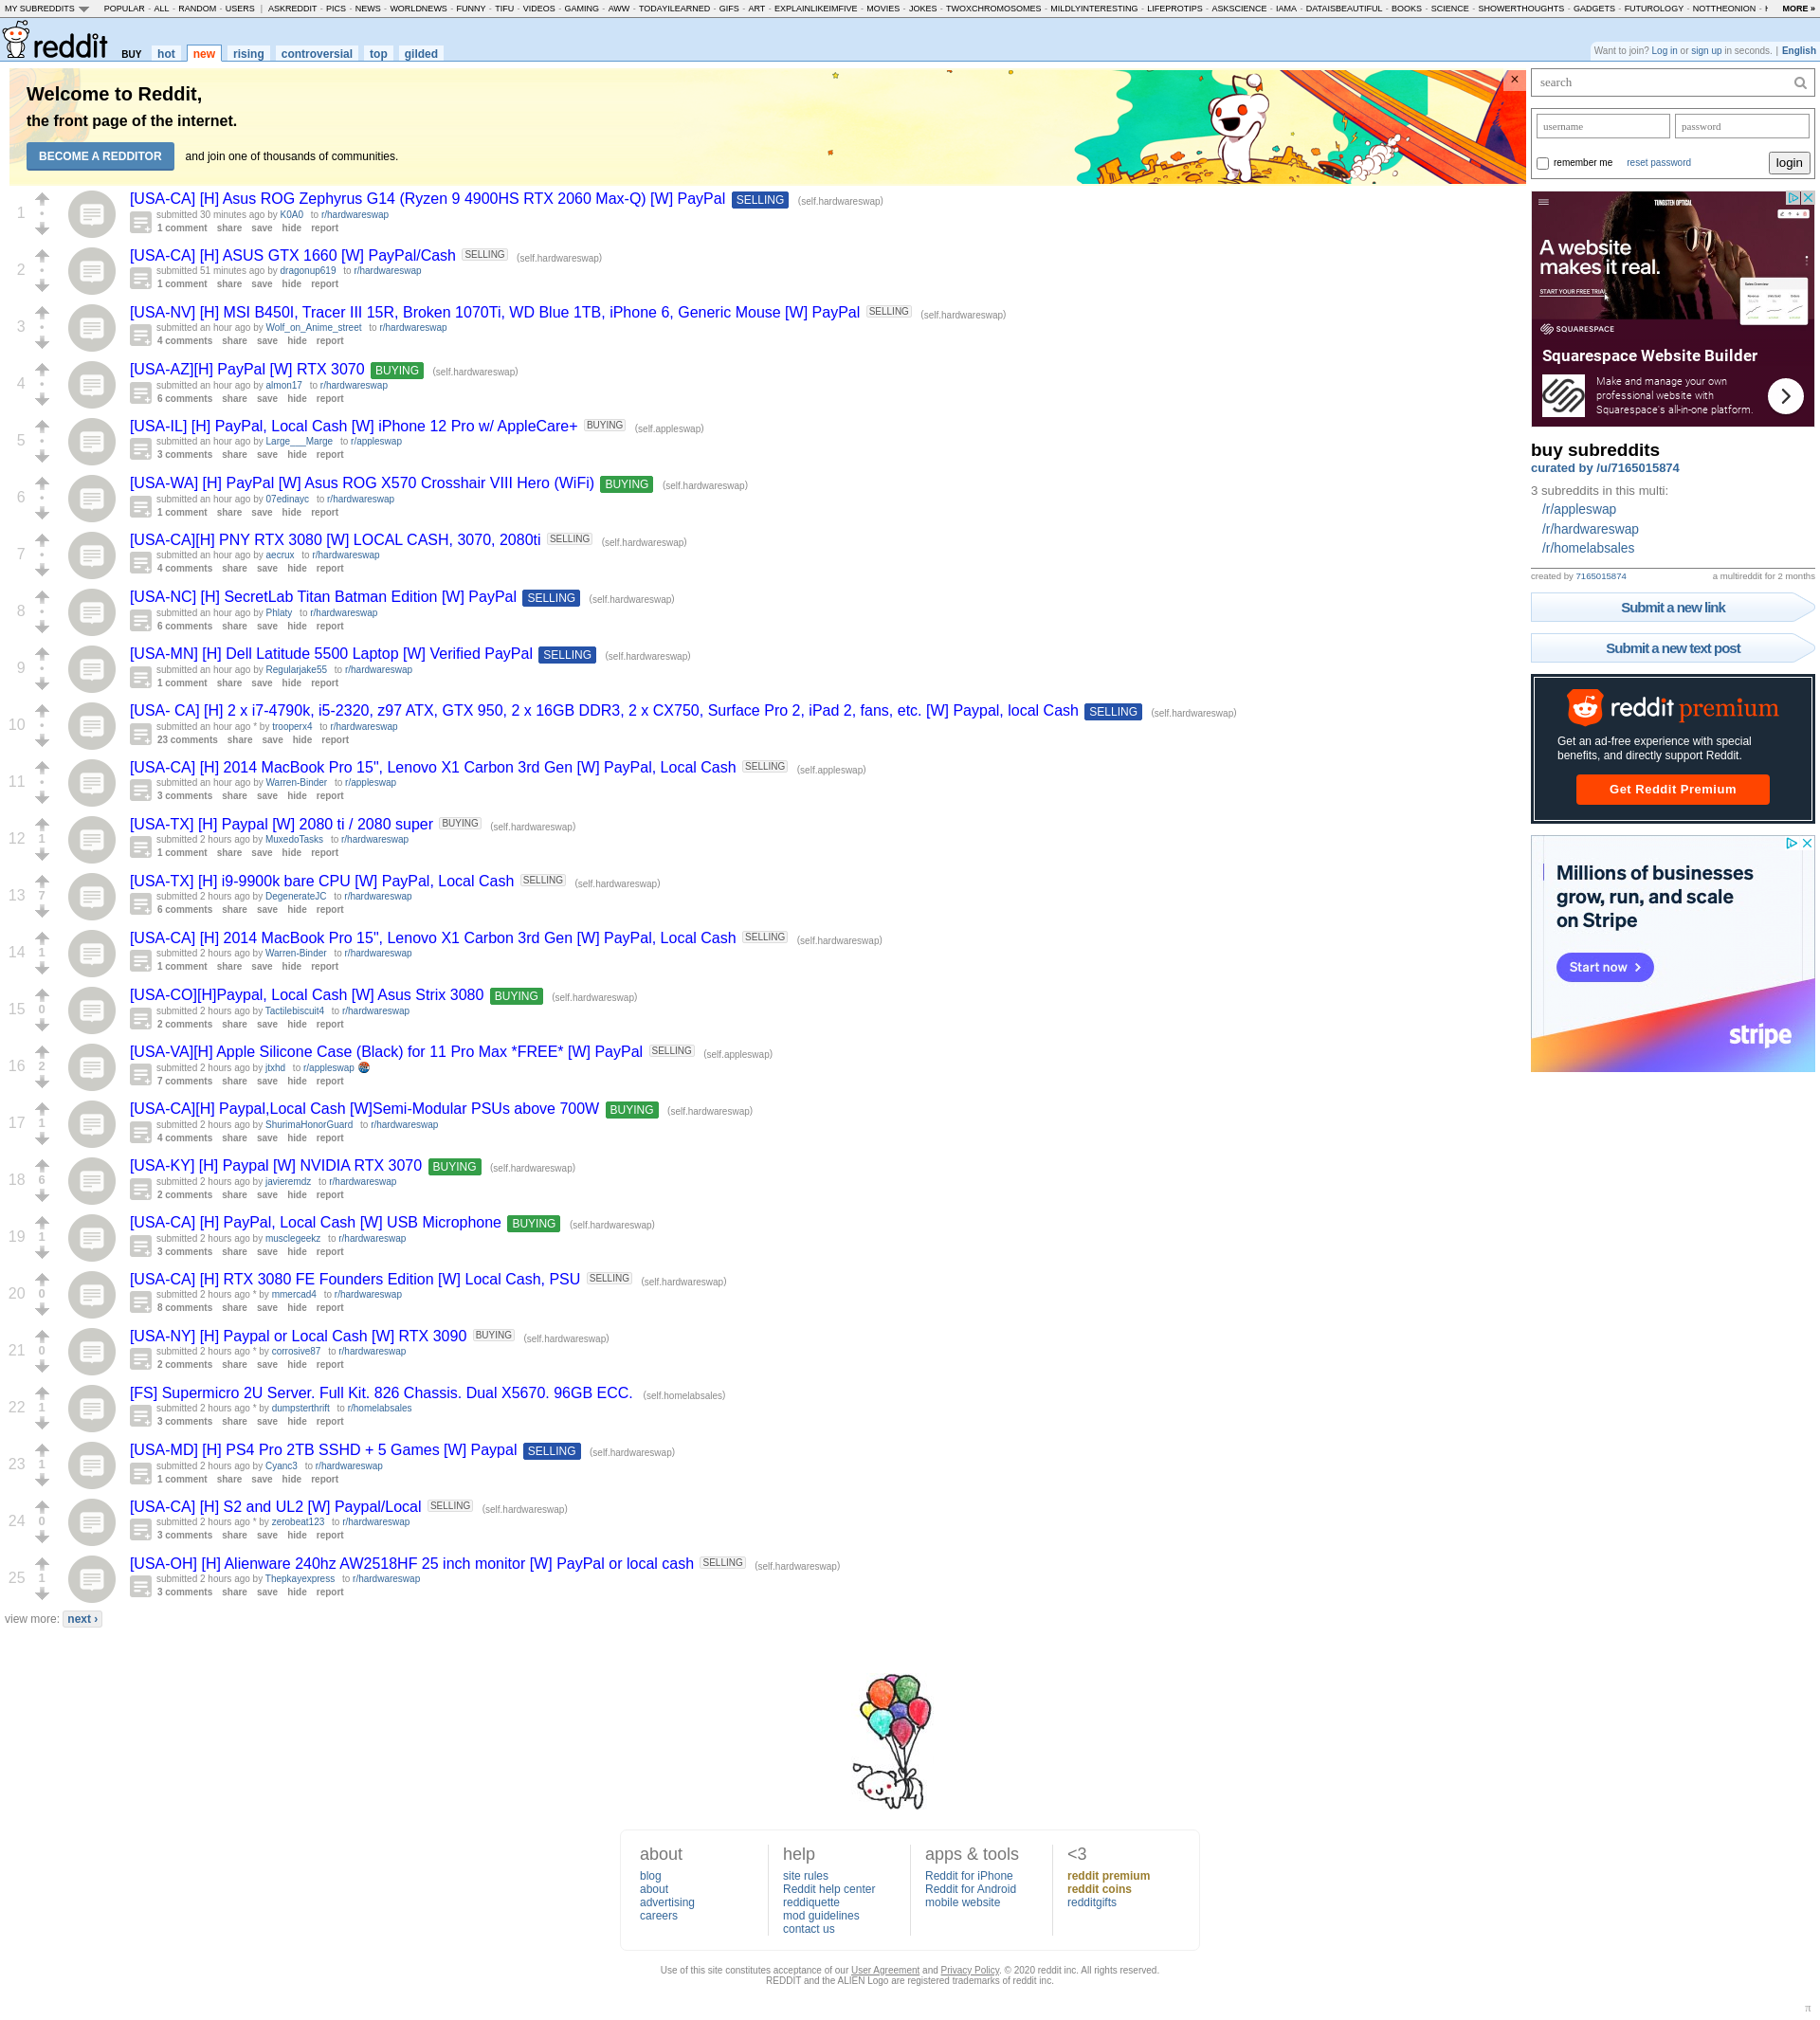 MY SUBREDDITS POPULAR - ALL - RANDOM - USERS | ASKREDDIT - PICS - NEWS - WORLDNEWS - FUNNY - TIFU - VIDEOS - GAMING - AWW - TODAYILEARNED - GIFS - ART - EXPLAINLIKEIMFIVE - MOVIES - JOKES - TWOXCHROMOSOMES - MILDLYINTERESTING - LIFEPROTIPS - ASKSCIENCE - IAMA - DATAISBEAUTIFUL - BOOKS - SCIENCE - SHOWERTHOUGHTS - GADGETS - FUTUROLOGY - NOTTHEONION - MORE »
reddit BUY hot new rising controversial top gilded
Want to join? Log in or sign up in seconds. | English
Welcome to Reddit,
the front page of the internet.
BECOME A REDDITOR and join one of thousands of communities.
×
1
[USA-CA] [H] Asus ROG Zephyrus G14 (Ryzen 9 4900HS RTX 2060 Max-Q) [W] PayPal SELLING (self.hardwareswap)
submitted 30 minutes ago by K0A0 to r/hardwareswap
1 comment share save hide report
2
[USA-CA] [H] ASUS GTX 1660 [W] PayPal/Cash SELLING (self.hardwareswap)
submitted 51 minutes ago by dragonup619 to r/hardwareswap
1 comment share save hide report
3
[USA-NV] [H] MSI B450I, Tracer III 15R, Broken 1070Ti, WD Blue 1TB, iPhone 6, Generic Mouse [W] PayPal SELLING (self.hardwareswap)
submitted an hour ago by Wolf_on_Anime_street to r/hardwareswap
4 comments share save hide report
4
[USA-AZ][H] PayPal [W] RTX 3070 BUYING (self.hardwareswap)
submitted an hour ago by almon17 to r/hardwareswap
6 comments share save hide report
5
[USA-IL] [H] PayPal, Local Cash [W] iPhone 12 Pro w/ AppleCare+ BUYING (self.appleswap)
submitted an hour ago by Large___Marge to r/appleswap
3 comments share save hide report
6
[USA-WA] [H] PayPal [W] Asus ROG X570 Crosshair VIII Hero (WiFi) BUYING (self.hardwareswap)
submitted an hour ago by 07edinayc to r/hardwareswap
1 comment share save hide report
7
[USA-CA][H] PNY RTX 3080 [W] LOCAL CASH, 3070, 2080ti SELLING (self.hardwareswap)
submitted an hour ago by aecrux to r/hardwareswap
4 comments share save hide report
8
[USA-NC] [H] SecretLab Titan Batman Edition [W] PayPal SELLING (self.hardwareswap)
submitted an hour ago by Phlaty to r/hardwareswap
6 comments share save hide report
9
[USA-MN] [H] Dell Latitude 5500 Laptop [W] Verified PayPal SELLING (self.hardwareswap)
submitted an hour ago by Regularjake55 to r/hardwareswap
1 comment share save hide report
10
[USA- CA] [H] 2 x i7-4790k, i5-2320, z97 ATX, GTX 950, 2 x 16GB DDR3, 2 x CX750, Surface Pro 2, iPad 2, fans, etc. [W] Paypal, local Cash SELLING (self.hardwareswap)
submitted an hour ago * by trooperx4 to r/hardwareswap
23 comments share save hide report
11
[USA-CA] [H] 2014 MacBook Pro 15", Lenovo X1 Carbon 3rd Gen [W] PayPal, Local Cash SELLING (self.appleswap)
submitted an hour ago by Warren-Binder to r/appleswap
3 comments share save hide report
12 1
[USA-TX] [H] Paypal [W] 2080 ti / 2080 super BUYING (self.hardwareswap)
submitted 2 hours ago by MuxedoTasks to r/hardwareswap
1 comment share save hide report
13 7
[USA-TX] [H] i9-9900k bare CPU [W] PayPal, Local Cash SELLING (self.hardwareswap)
submitted 2 hours ago by DegenerateJC to r/hardwareswap
6 comments share save hide report
14 1
[USA-CA] [H] 2014 MacBook Pro 15", Lenovo X1 Carbon 3rd Gen [W] PayPal, Local Cash SELLING (self.hardwareswap)
submitted 2 hours ago by Warren-Binder to r/hardwareswap
1 comment share save hide report
15 0
[USA-CO][H]Paypal, Local Cash [W] Asus Strix 3080 BUYING (self.hardwareswap)
submitted 2 hours ago by Tactilebiscuit4 to r/hardwareswap
2 comments share save hide report
16 2
[USA-VA][H] Apple Silicone Case (Black) for 11 Pro Max *FREE* [W] PayPal SELLING (self.appleswap)
submitted 2 hours ago by jtxhd to r/appleswap
7 comments share save hide report
17 1
[USA-CA][H] Paypal,Local Cash [W]Semi-Modular PSUs above 700W BUYING (self.hardwareswap)
submitted 2 hours ago by ShurimaHonorGuard to r/hardwareswap
4 comments share save hide report
18 6
[USA-KY] [H] Paypal [W] NVIDIA RTX 3070 BUYING (self.hardwareswap)
submitted 2 hours ago by javieremdz to r/hardwareswap
2 comments share save hide report
19 1
[USA-CA] [H] PayPal, Local Cash [W] USB Microphone BUYING (self.hardwareswap)
submitted 2 hours ago by musclegeekz to r/hardwareswap
3 comments share save hide report
20 0
[USA-CA] [H] RTX 3080 FE Founders Edition [W] Local Cash, PSU SELLING (self.hardwareswap)
submitted 2 hours ago * by mmercad4 to r/hardwareswap
8 comments share save hide report
21 0
[USA-NY] [H] Paypal or Local Cash [W] RTX 3090 BUYING (self.hardwareswap)
submitted 2 hours ago * by corrosive87 to r/hardwareswap
2 comments share save hide report
22 1
[FS] Supermicro 2U Server. Full Kit. 826 Chassis. Dual X5670. 96GB ECC. (self.homelabsales)
submitted 2 hours ago * by dumpsterthrift to r/homelabsales
3 comments share save hide report
23 1
[USA-MD] [H] PS4 Pro 2TB SSHD + 5 Games [W] Paypal SELLING (self.hardwareswap)
submitted 2 hours ago by Cyanc3 to r/hardwareswap
1 comment share save hide report
24 0
[USA-CA] [H] S2 and UL2 [W] Paypal/Local SELLING (self.hardwareswap)
submitted 2 hours ago * by zerobeat123 to r/hardwareswap
3 comments share save hide report
25 1
[USA-OH] [H] Alienware 240hz AW2518HF 25 inch monitor [W] PayPal or local cash SELLING (self.hardwareswap)
submitted 2 hours ago by Thepkayexpress to r/hardwareswap
3 comments share save hide report
view more: next ›
search
username password
remember me reset password login
TUNGSTEN OPTICAL
A website
makes it real.
START YOUR FREE TRIAL
SQUARESPACE
Squarespace Website Builder
Make and manage your own
professional website with
Squarespace's all-in-one platform.
buy subreddits
curated by /u/7165015874
3 subreddits in this multi:
/r/appleswap
/r/hardwareswap
/r/homelabsales
created by 7165015874 a multireddit for 2 months
Submit a new link
Submit a new text post
reddit premium
Get an ad-free experience with special
benefits, and directly support Reddit.
Get Reddit Premium
Millions of businesses
grow, run, and scale
on Stripe
Start now
stripe
about
blog
about
advertising
careers
help
site rules
Reddit help center
reddiquette
mod guidelines
contact us
apps & tools
Reddit for iPhone
Reddit for Android
mobile website
<3
reddit premium
reddit coins
redditgifts
Use of this site constitutes acceptance of our User Agreement and Privacy Policy. © 2020 reddit inc. All rights reserved.
REDDIT and the ALIEN Logo are registered trademarks of reddit inc.
π